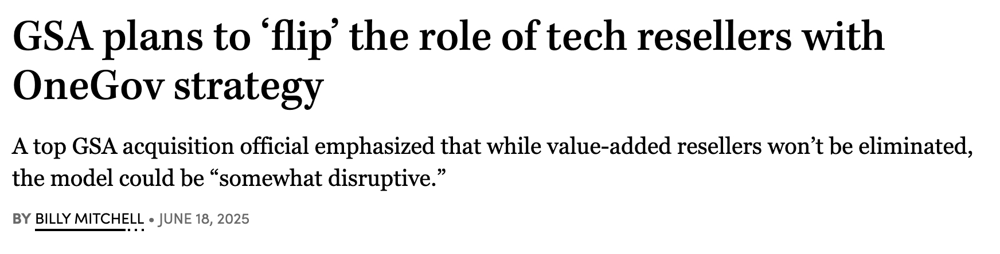 GSA plans to ‘flip’ the role of tech resellers with
OneGov strategy
A top GSA acquisition official emphasized that while value-added resellers won’t be eliminated,
the model could be “somewhat disruptive.”
BY BILLY MITCHELL • JUNE 18, 2025